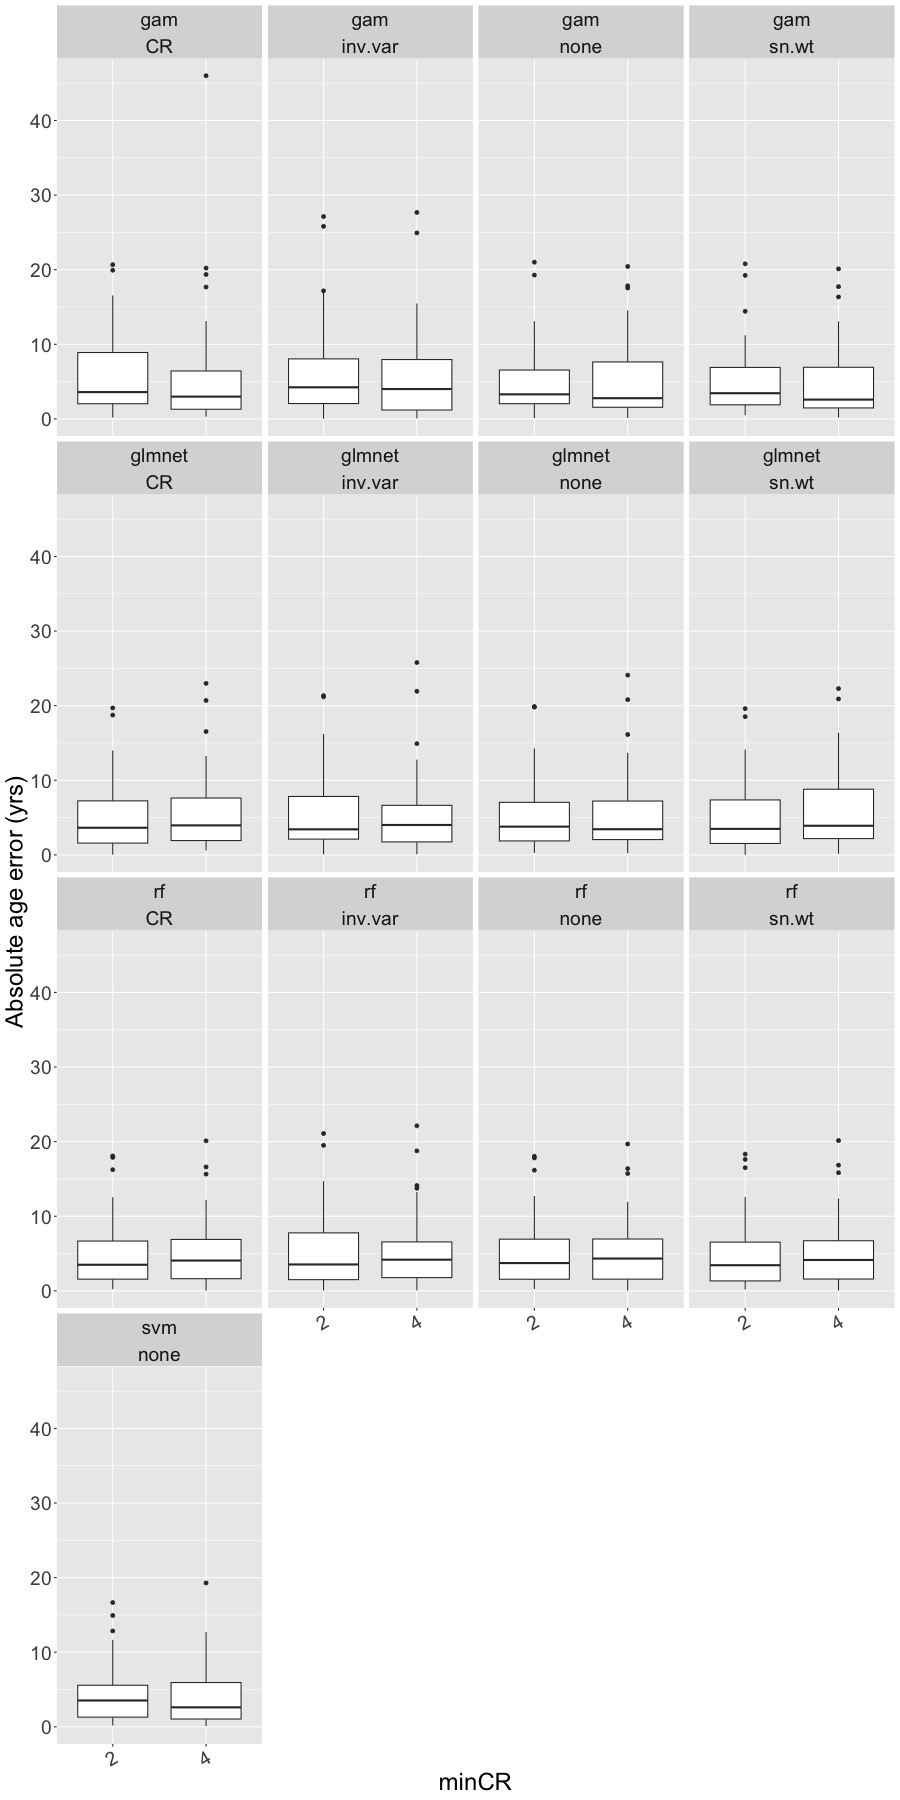 gam gam gam gam
CR inv.var none sn.wt
40
30
20
10
0
glmnet glmnet glmnet glmnet
CR inv.var none sn.wt
40
30
20
10
0
Absolute age error (yrs)
rf rf rf rf
CR inv.var none sn.wt
40
30
20
10
0
2 4 2 4 2 4
svm
none
40
30
20
10
0
2 4
minCR